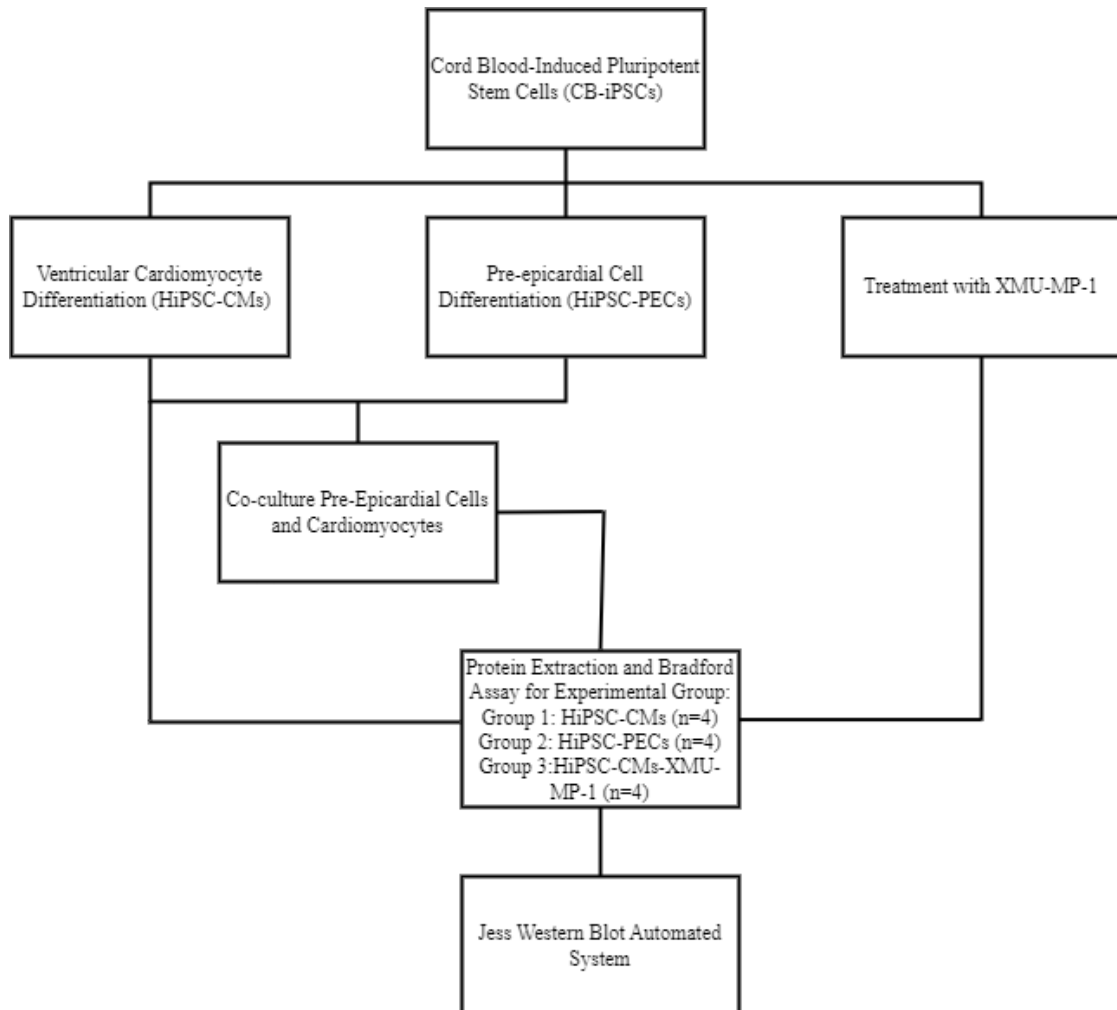 Cord Blood-Induced Pluripotent
Stem Cells (CB-iPSCs)
Ventricular Cardiomyocyte
Differentiation (HiPSC-CMs)
Pre-epicardial Cell
Differentiation (HiPSC-PECs)
Treatment with XMU-MP-1
Co-culture Pre-Epicardial Cells
and Cardiomyocytes
Protein Extraction and Bradford
Assay for Experimental Group:
Group 1: HiPSC-CMs (n=4)
Group 2: HiPSC-PECs (n=4)
Group 3:HiPSC-CMs-XMU-
MP-1 (n=4)
Jess Western Blot Automated
System